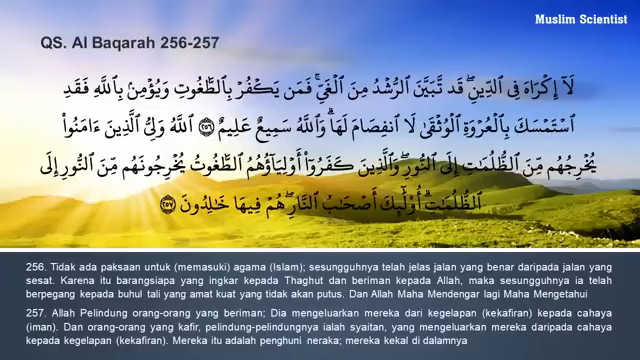 Muslim Scientist
QS. Al Baqarah 256-257
لَآ إِكْرَاهَ فِى ٱلدِّينِ ۖ قَد تَّبَيَّنَ ٱلرُّشْدُ مِنَ ٱلْغَىِّ ۚ فَمَن يَكْفُرْ بِٱلطَّٰغُوتِ وَيُؤْمِنۢ بِٱللَّهِ فَقَدِ
ٱسْتَمْسَكَ بِٱلْعُرْوَةِ ٱلْوُثْقَىٰ لَا ٱنفِصَامَ لَهَا ۗ وَٱللَّهُ سَمِيعٌ عَلِيمٌ ﴿٢٥٦﴾ ٱللَّهُ وَلِىُّ ٱلَّذِينَ ءَامَنُوا۟
يُخْرِجُهُم مِّنَ ٱلظُّلُمَٰتِ إِلَى ٱلنُّورِ ۖ وَٱلَّذِينَ كَفَرُوٓا۟ أَوْلِيَآؤُهُمُ ٱلطَّٰغُوتُ يُخْرِجُونَهُم مِّنَ ٱلنُّورِ إِلَى
ٱلظُّلُمَٰتِ ۗ أُو۟لَٰٓئِكَ أَصْحَٰبُ ٱلنَّارِ ۖ هُمْ فِيهَا خَٰلِدُونَ ﴿٢٥٧﴾
256. Tidak ada paksaan untuk (memasuki) agama (Islam); sesungguhnya telah jelas jalan yang benar daripada jalan yang
sesat. Karena itu barangsiapa yang ingkar kepada Thaghut dan beriman kepada Allah, maka sesungguhnya ia telah
berpegang kepada buhul tali yang amat kuat yang tidak akan putus. Dan Allah Maha Mendengar lagi Maha Mengetahui
257. Allah Pelindung orang-orang yang beriman; Dia mengeluarkan mereka dari kegelapan (kekafiran) kepada cahaya
(iman). Dan orang-orang yang kafir, pelindung-pelindungnya ialah syaitan, yang mengeluarkan mereka daripada cahaya
kepada kegelapan (kekafiran). Mereka itu adalah penghuni neraka; mereka kekal di dalamnya